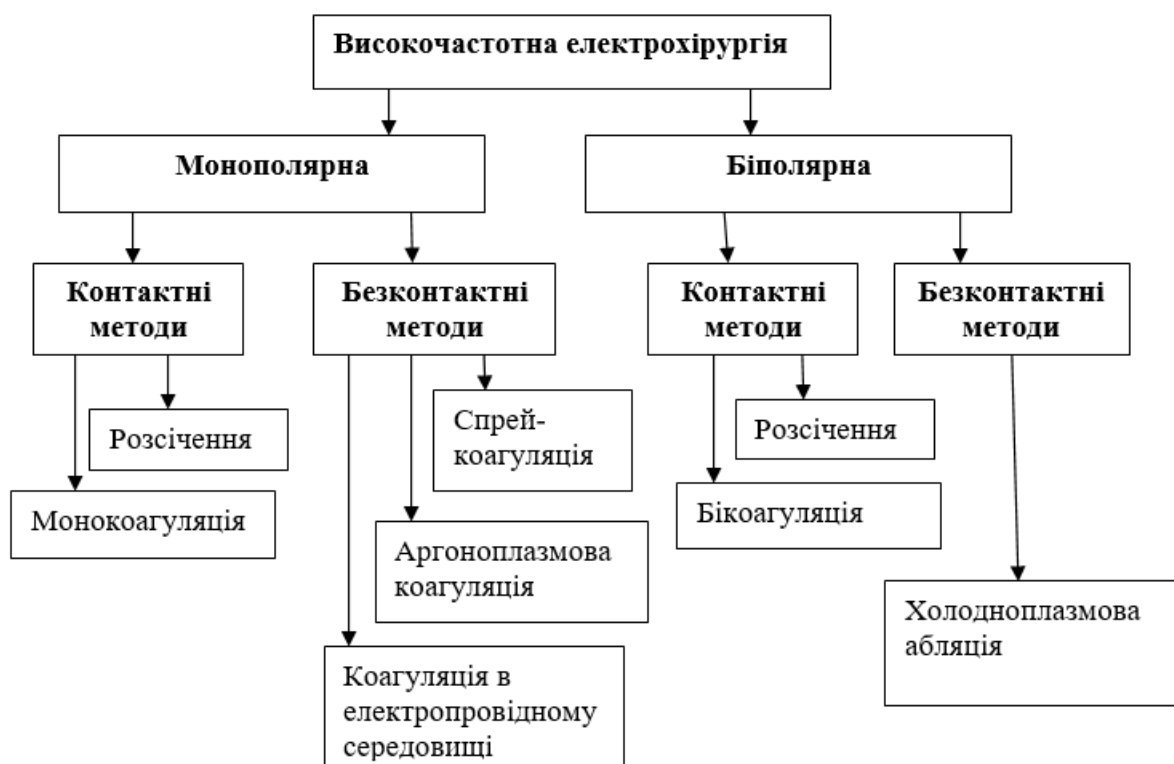 Високочастотна електрохірургія
Монополярна
Біполярна
Контактні
методи
Безконтактні
методи
Контактні
методи
Безконтактні
методи
Розсічення
Спрей-
коагуляція
Розсічення
Монокоагуляція
Бікоагуляція
Аргоноплазмова
коагуляція
Холодноплазмова
абляція
Коагуляція в
електропровідному
середовищі